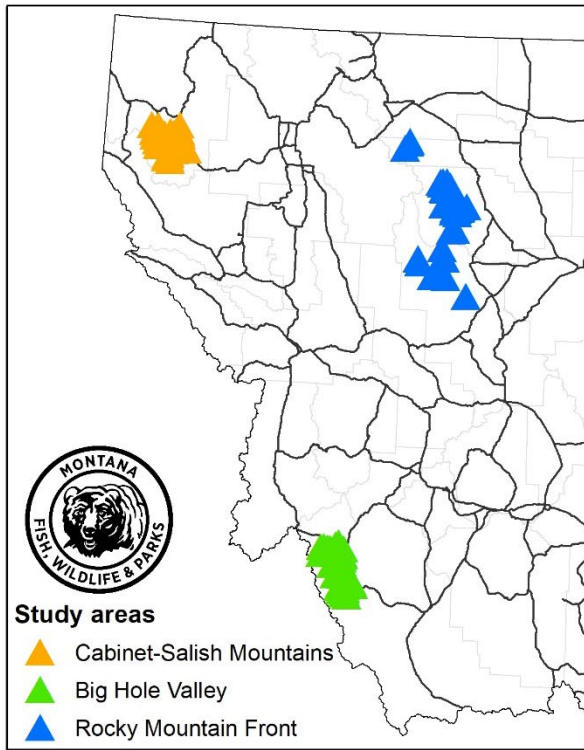 MONTANA
FISH, WILDLIFE & PARKS
Study areas
Cabinet-Salish Mountains
Big Hole Valley
Rocky Mountain Front